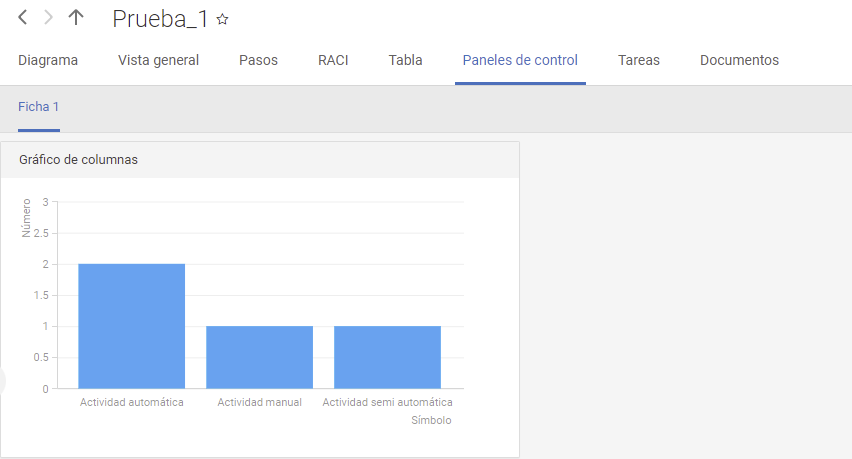 Prueba_1
Diagrama Vista general Pasos RACI Tabla Paneles de control Tareas Documentos
Ficha 1
Gráfico de columnas
Número
3
2.5
2
1.5
1
0.5
0
Actividad automática Actividad manual Actividad semi automática
Símbolo